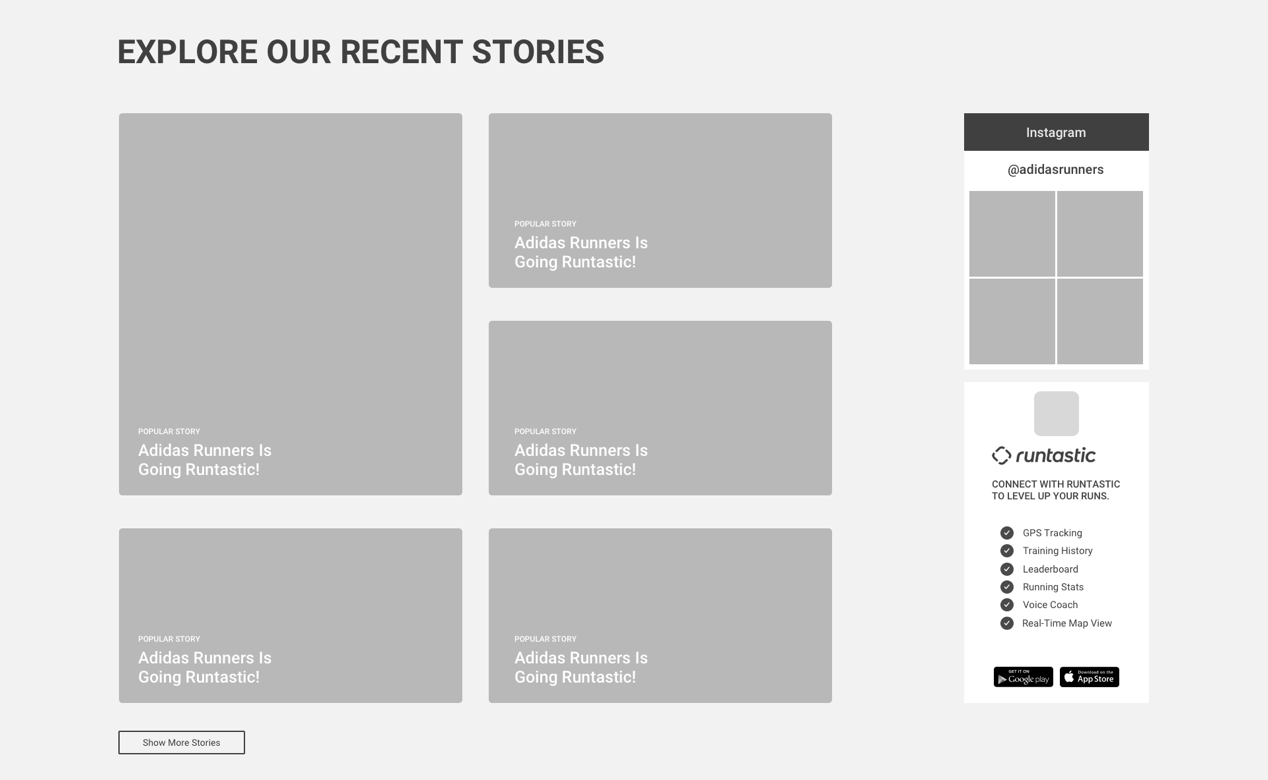 EXPLORE OUR RECENT STORIES
POPULAR STORY
Adidas Runners Is
Going Runtastic!
POPULAR STORY
Adidas Runners Is
Going Runtastic!
POPULAR STORY
Adidas Runners Is
Going Runtastic!
POPULAR STORY
Adidas Runners Is
Going Runtastic!
POPULAR STORY
Adidas Runners Is
Going Runtastic!
Show More Stories
Instagram
@adidasrunners
runtastic
CONNECT WITH RUNTASTIC
TO LEVEL UP YOUR RUNS.
GPS Tracking
Training History
Leaderboard
Running Stats
Voice Coach
Real-Time Map View
GET IT ON
Google play
Download on the
App Store